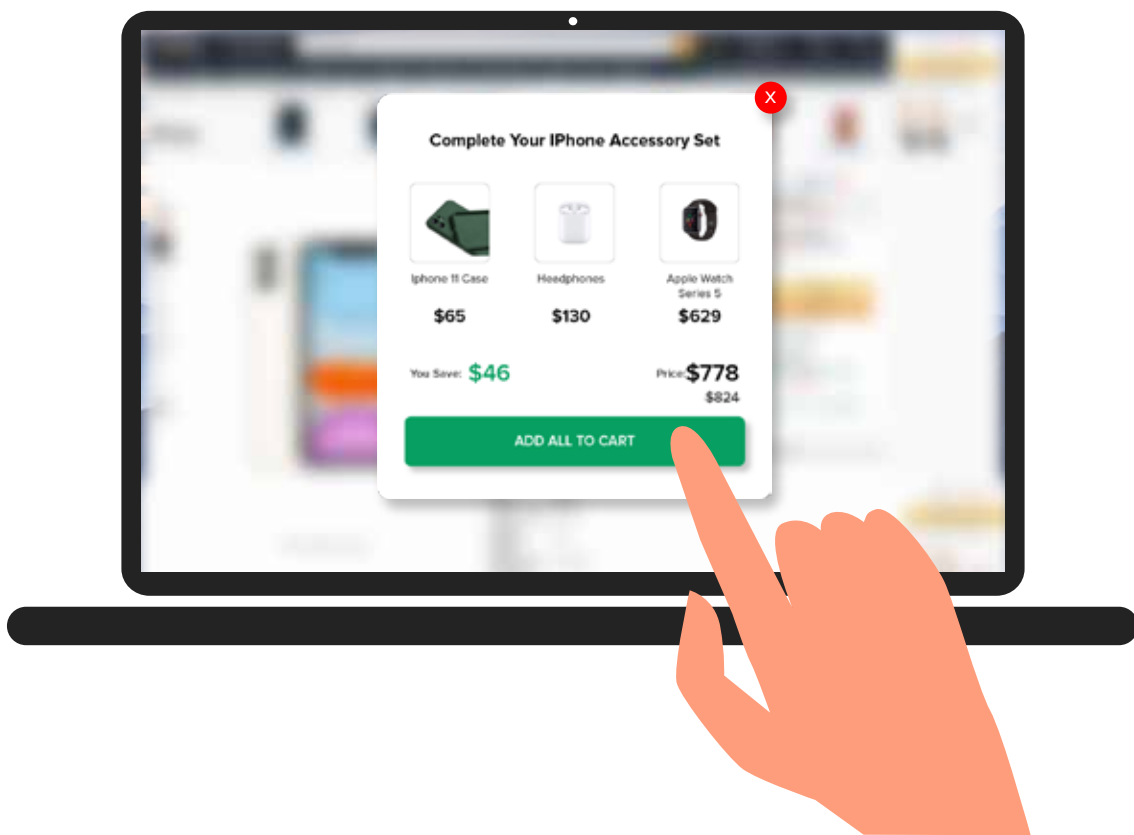 X
Complete Your IPhone Accessory Set
Iphone 11 Case
Headphones
Apple Watch
Series 5
$65
$130
$629
You Save: $46
Price: $778
$824
ADD ALL TO CART